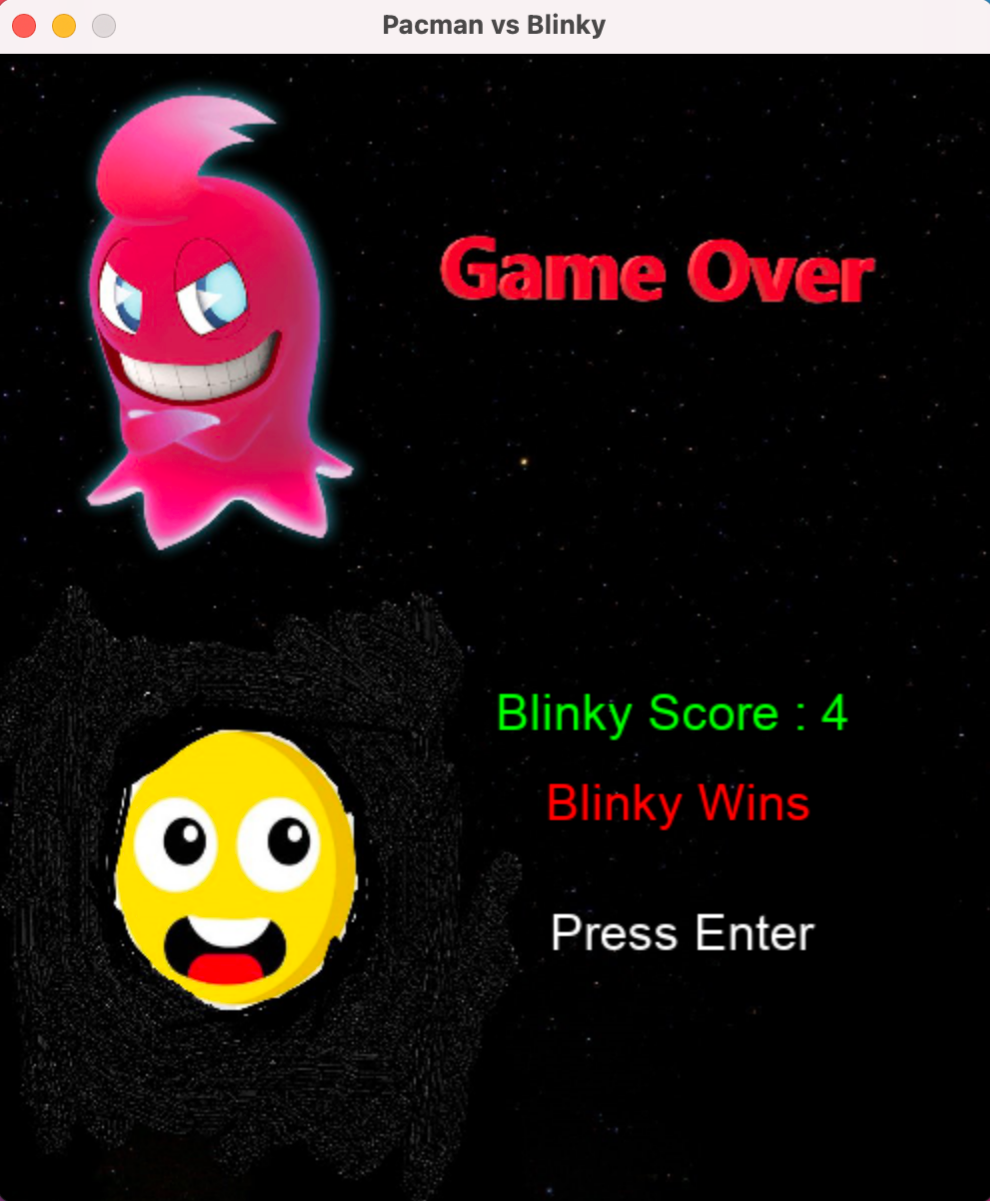 Pacman vs Blinky
Game Over
Blinky Score : 4
Blinky Wins
Press Enter